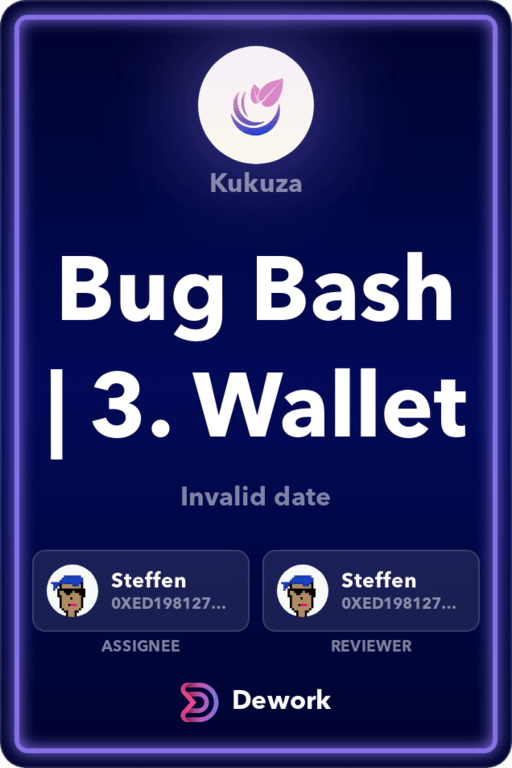 Kukuza
Bug Bash
| 3. Wallet
Invalid date
Steffen
0XED198127...
ASSIGNEE
Steffen
0XED198127...
REVIEWER
Dework